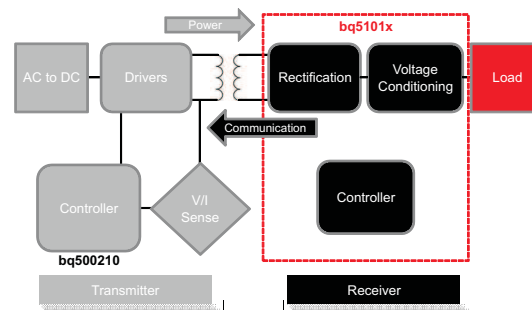 Power
bq5101x
AC to DC
Drivers
Rectification
Voltage
Conditioning
Load
Communication
Controller
V/I
Sense
Controller
bq500210
Transmitter
Receiver